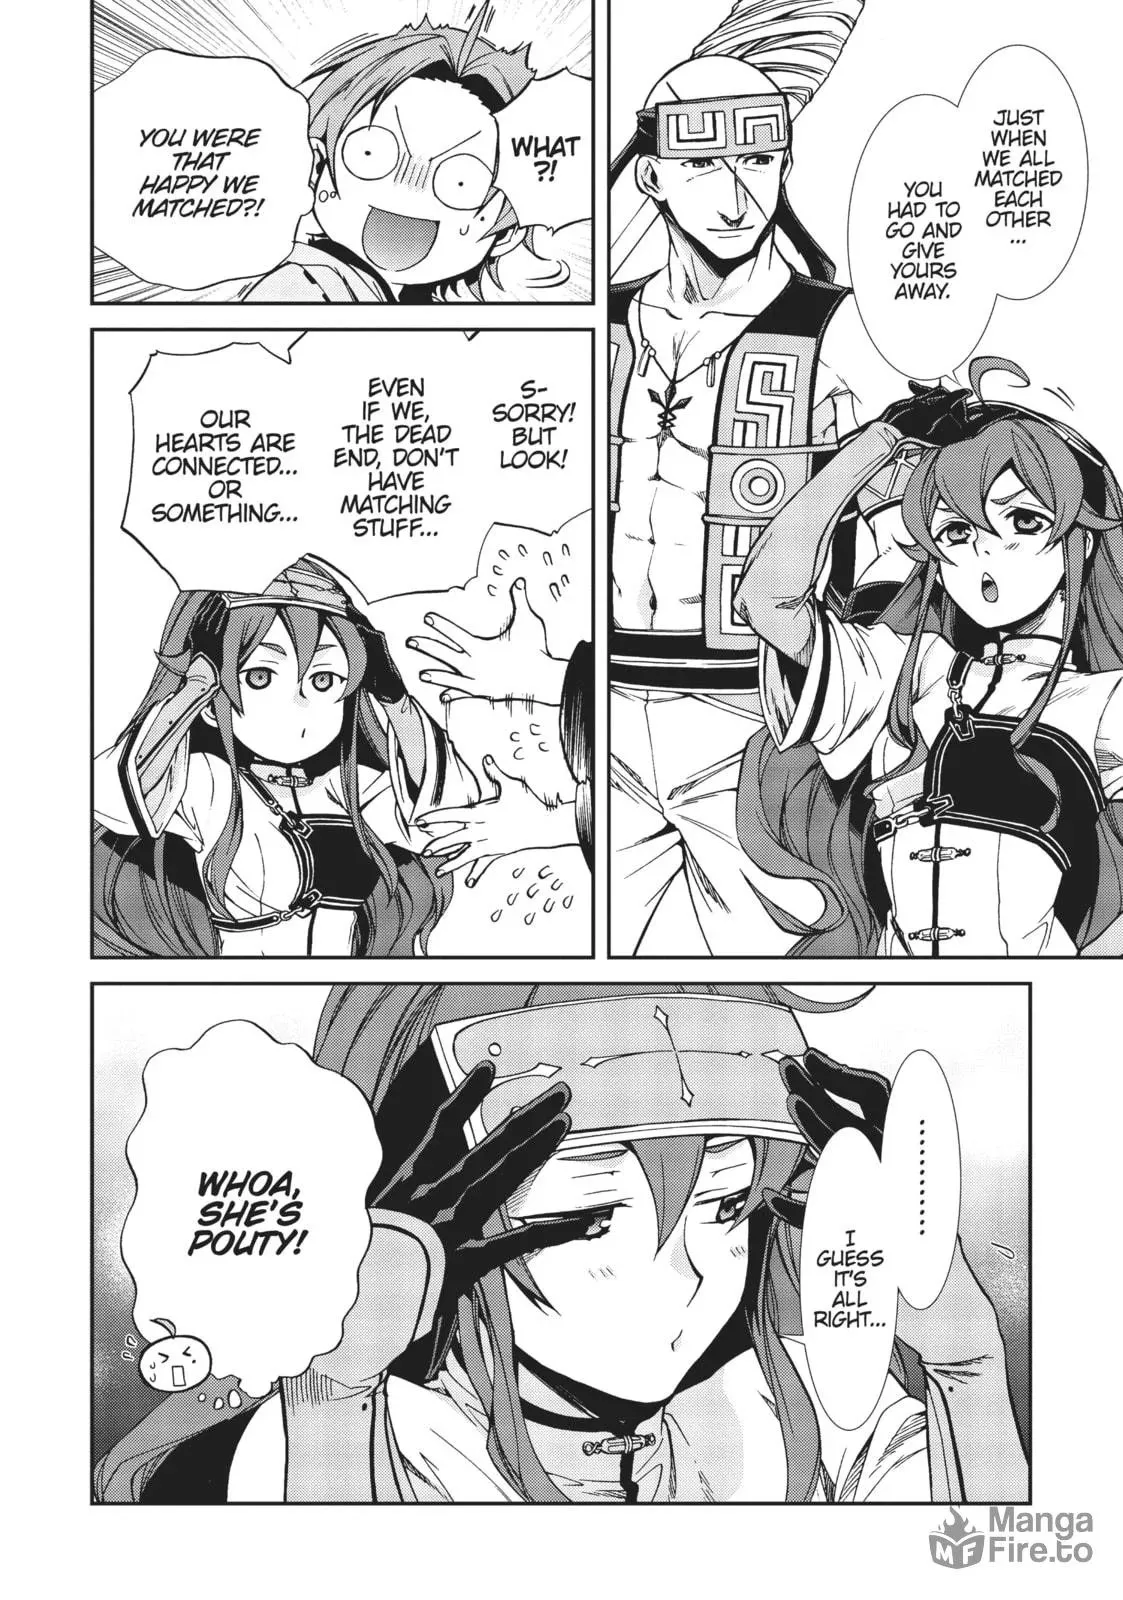 JUST
WHEN
WE ALL
MATCHED
EACH
OTHER
...
YOU
HAD TO
GO AND
GIVE
YOURS
AWAY.
WHAT
?!
YOU WERE
THAT
HAPPY WE
MATCHED?!
S-
SORRY!
BUT
LOOK!
EVEN
IF WE,
THE DEAD
END, DON'T
HAVE
MATCHING
STUFF...
OUR
HEARTS ARE
CONNECTED...
OR
SOMETHING...
..........
I
GUESS
IT'S
ALL
RIGHT...
WHOA,
SHE'S
POUTY!
Manga
Fire.to
MF